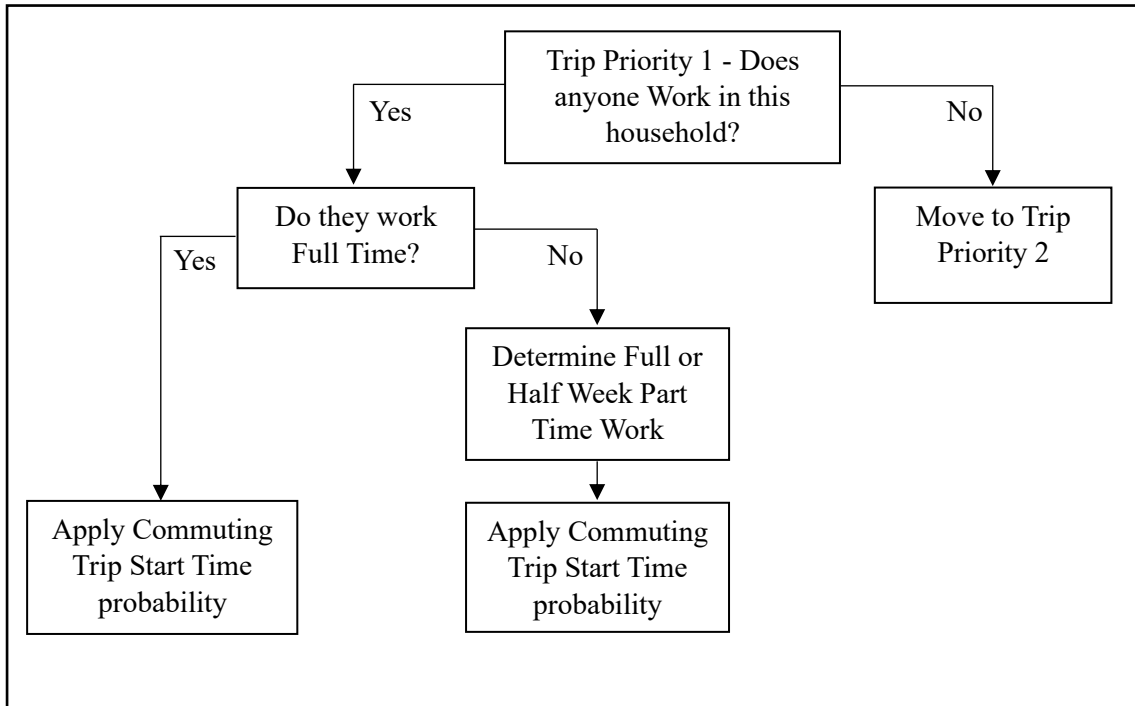 Trip Priority 1 - Does
anyone Work in this
household?
Yes
No
Do they work
Full Time?
Move to Trip
Priority 2
Yes
No
Determine Full or
Half Week Part
Time Work
Apply Commuting
Trip Start Time
probability
Apply Commuting
Trip Start Time
probability